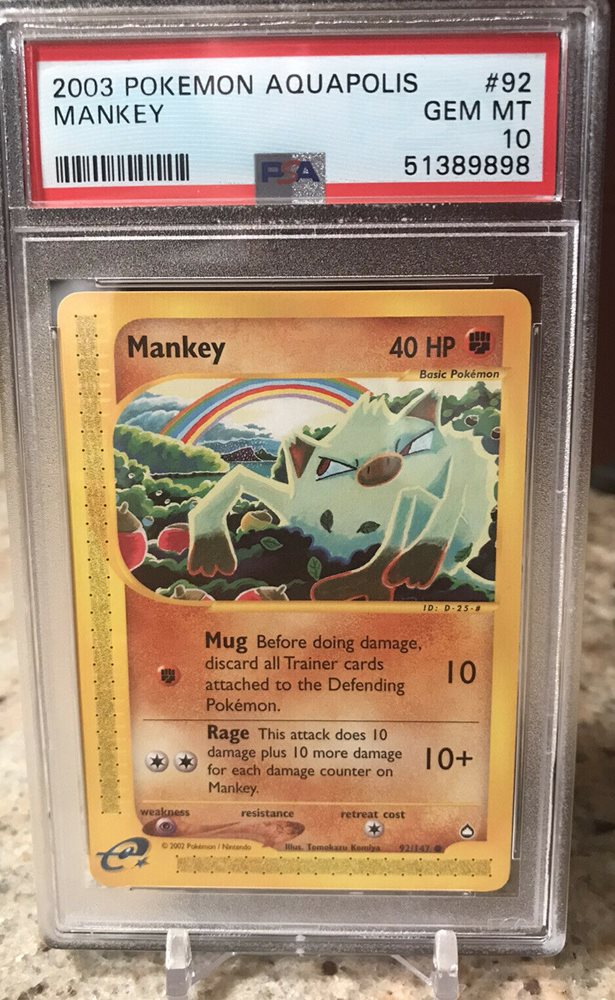 2003 POKEMON AQUAPOLIS #92
MANKEY GEM MT
10
PSA 51389898
Mankey 40 HP
Basic Pokémon
ID: D-25-#
Mug Before doing damage,
discard all Trainer cards
attached to the Defending
Pokémon.
10
Rage This attack does 10
damage plus 10 more damage
for each damage counter on
Mankey.
10+
weakness resistance retreat cost
© 2002 Pokémon / Nintendo Illus. Tomokazu Komiya 92/147
e